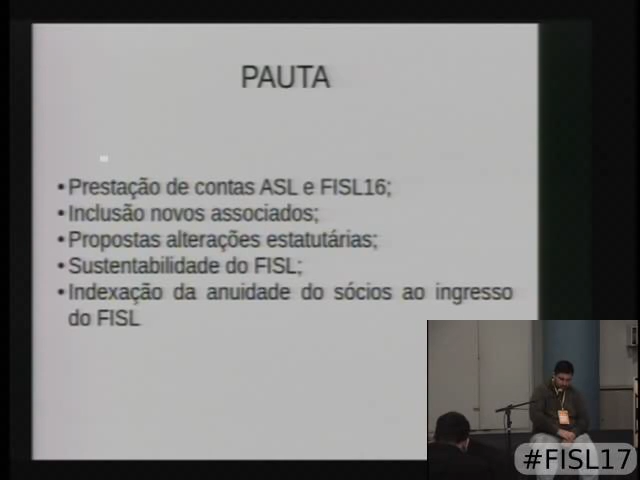 PAUTA
• Prestação de contas ASL e FISL16;
• Inclusão novos associados;
• Propostas alterações estatutárias;
• Sustentabilidade do FISL;
• Indexação da anuidade do sócios ao ingresso
do FISL
#FISL17